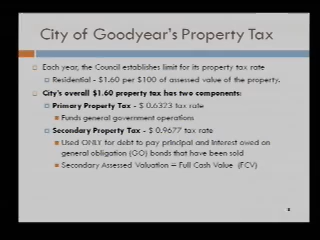 City of Goodyear's Property Tax
Each year, the Council establishes limit for its property tax rate
Residential - $1.60 per $100 of assessed value of the property.
City's overall $1.60 property tax has two components:
Primary Property Tax - $ 0.6323 tax rate
Funds general government operations
Secondary Property Tax - $ 0.9677 tax rate
Used ONLY for debt to pay principal and interest owed on
general obligation (GO) bonds that have been sold
Secondary Assessed Valuation = Full Cash Value (FCV)